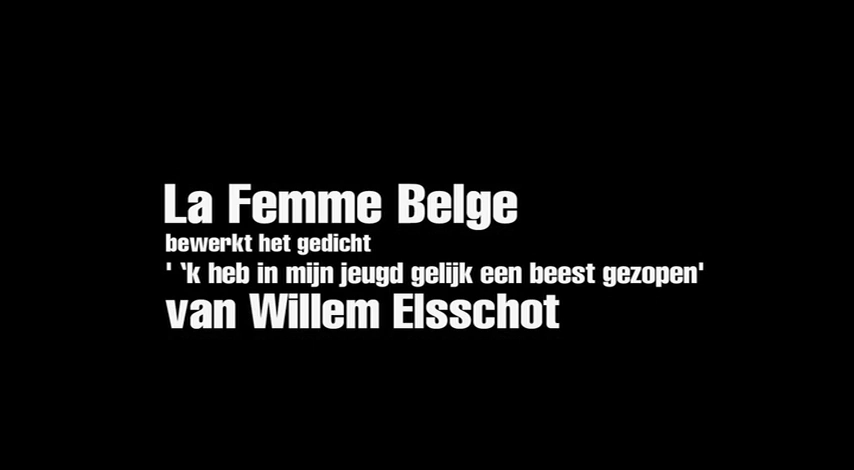 La Femme Belge
bewerkt het gedicht
' ‘k heb in mijn jeugd gelijk een beest gezopen'
van Willem Elsschot